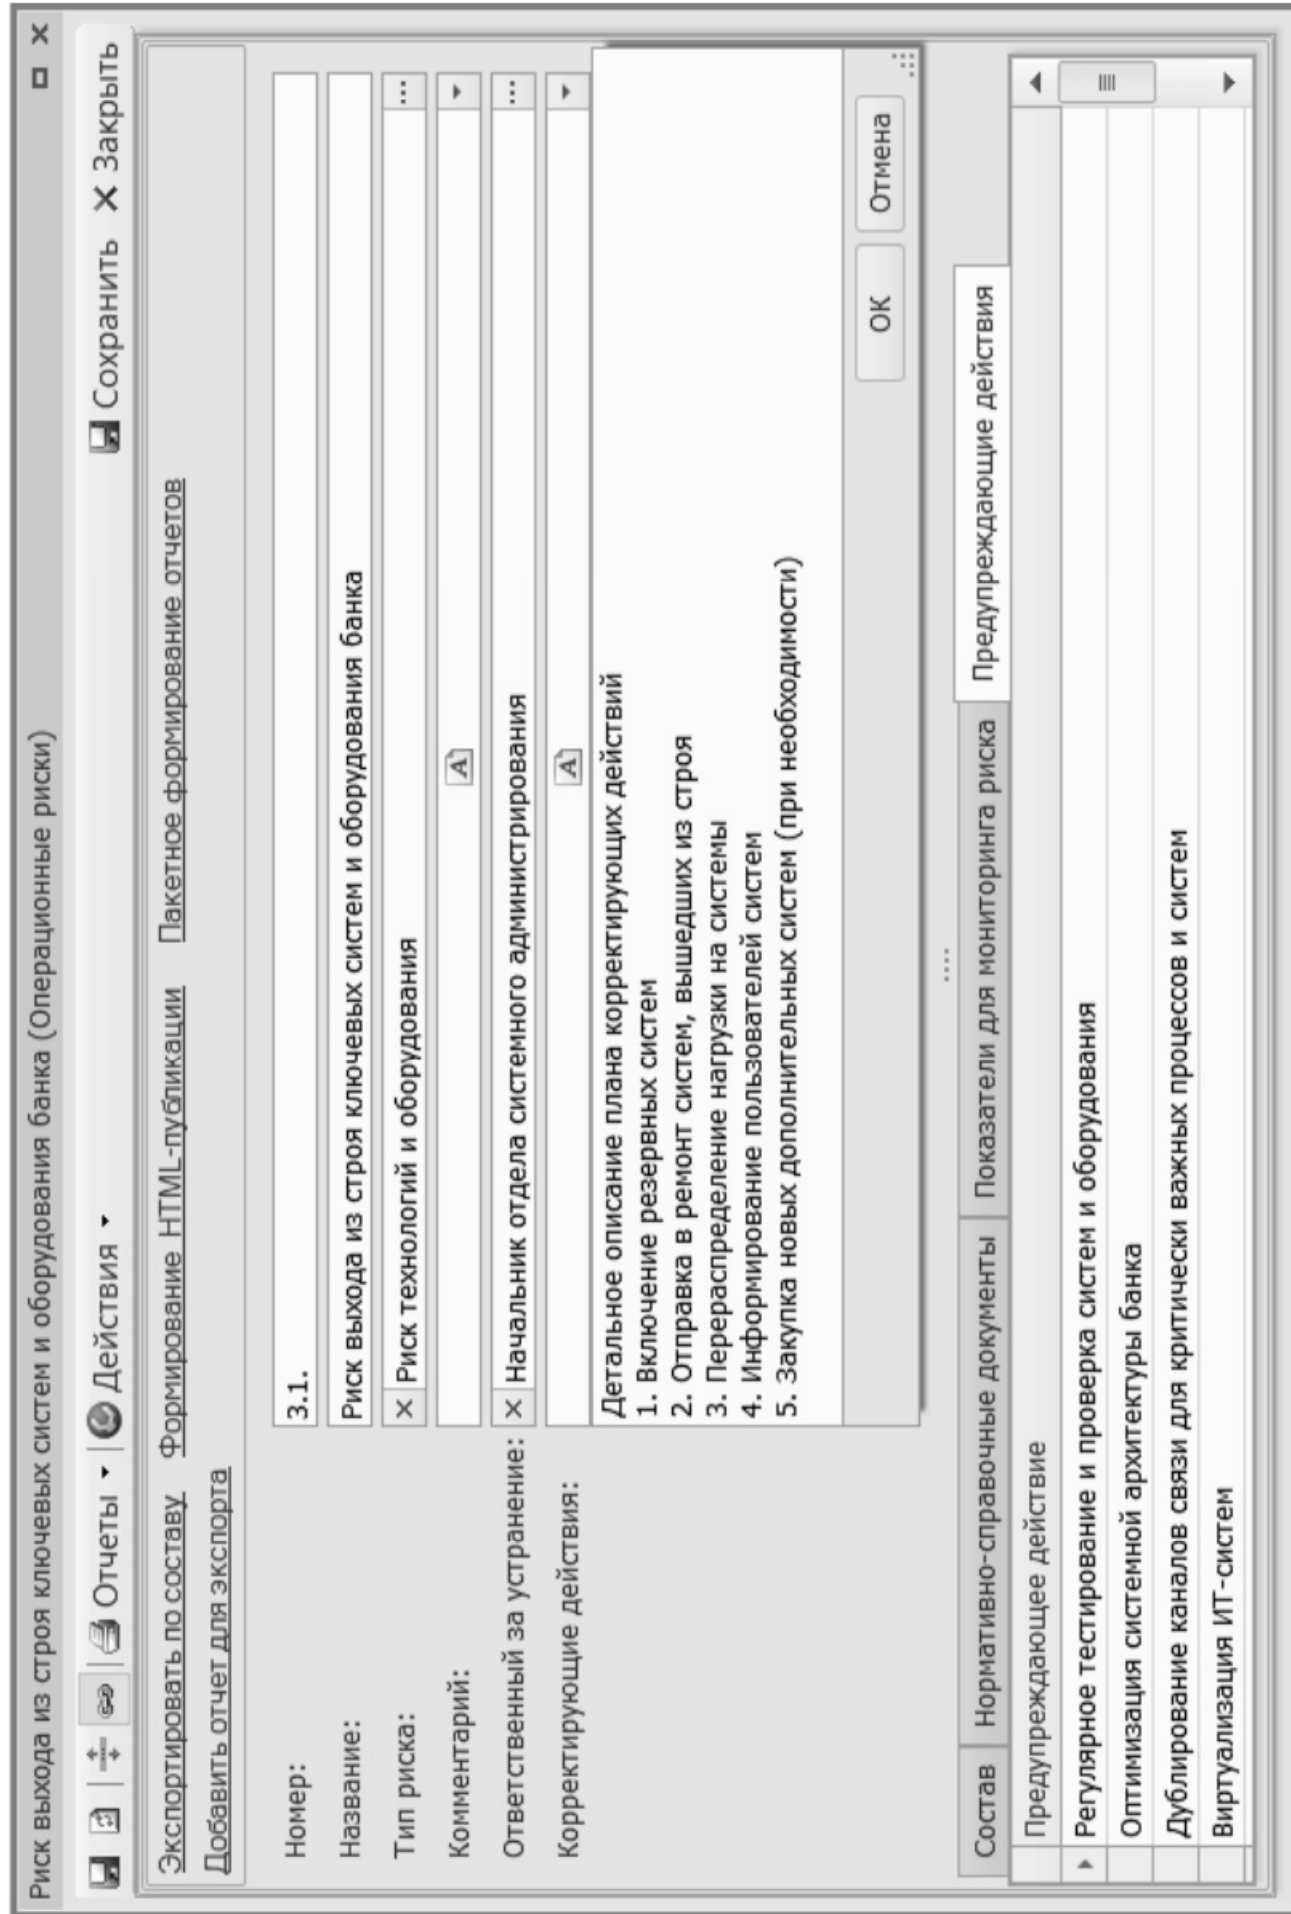 Риск выхода из строя ключевых систем и оборудования банка (Операционные риски)
Отчеты Действия Сохранить Закрыть
Экспортировать по составу Формирование HTML-публикации Пакетное формирование отчетов
Добавить отчет для экспорта
Номер: 3.1.
Название: Риск выхода из строя ключевых систем и оборудования банка
Тип риска: Риск технологий и оборудования ...
Комментарий: A
Ответственный за устранение: Начальник отдела системного администрирования ...
Корректирующие действия: A
Детальное описание плана корректирующих действий
1. Включение резервных систем
2. Отправка в ремонт систем, вышедших из строя
3. Перераспределение нагрузки на системы
4. Информирование пользователей систем
5. Закупка новых дополнительных систем (при необходимости)
ОК Отмена
Состав Нормативно-справочные документы Показатели для мониторинга риска Предупреждающие действия
Предупреждающее действие
Регулярное тестирование и проверка систем и оборудования
Оптимизация системной архитектуры банка
Дублирование каналов связи для критически важных процессов и систем
Виртуализация ИТ-систем